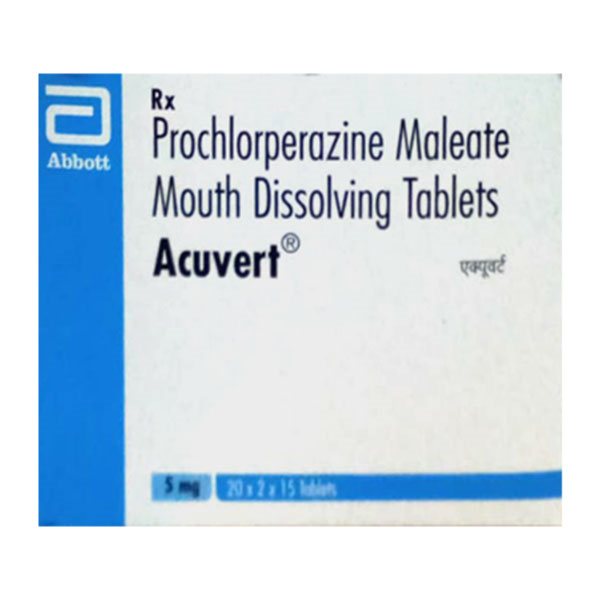 Abbott
Rx
Prochlorperazine Maleate
Mouth Dissolving Tablets
Acuvert®
एक्यूवर्ट
5 mg
20 x 2 x 15 Tablets